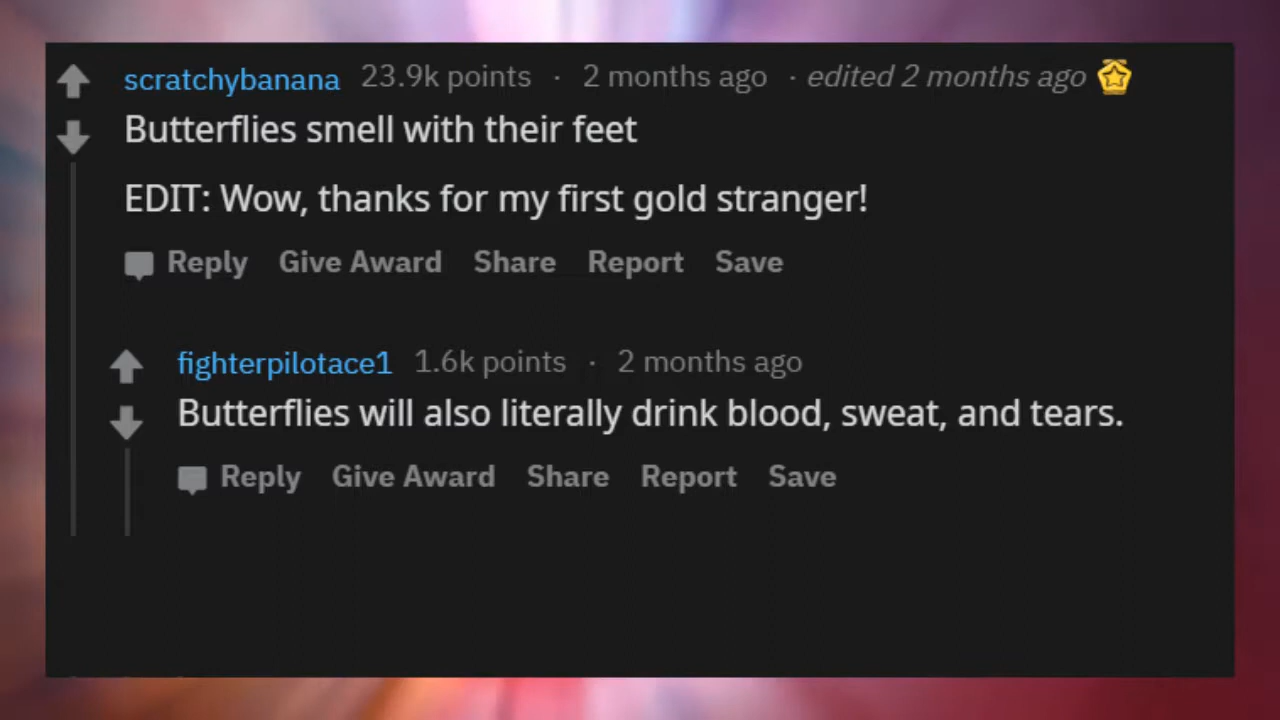 scratchybanana 23.9k points · 2 months ago · edited 2 months ago
Butterflies smell with their feet
EDIT: Wow, thanks for my first gold stranger!
Reply Give Award Share Report Save
fighterpilotace1 1.6k points · 2 months ago
Butterflies will also literally drink blood, sweat, and tears.
Reply Give Award Share Report Save